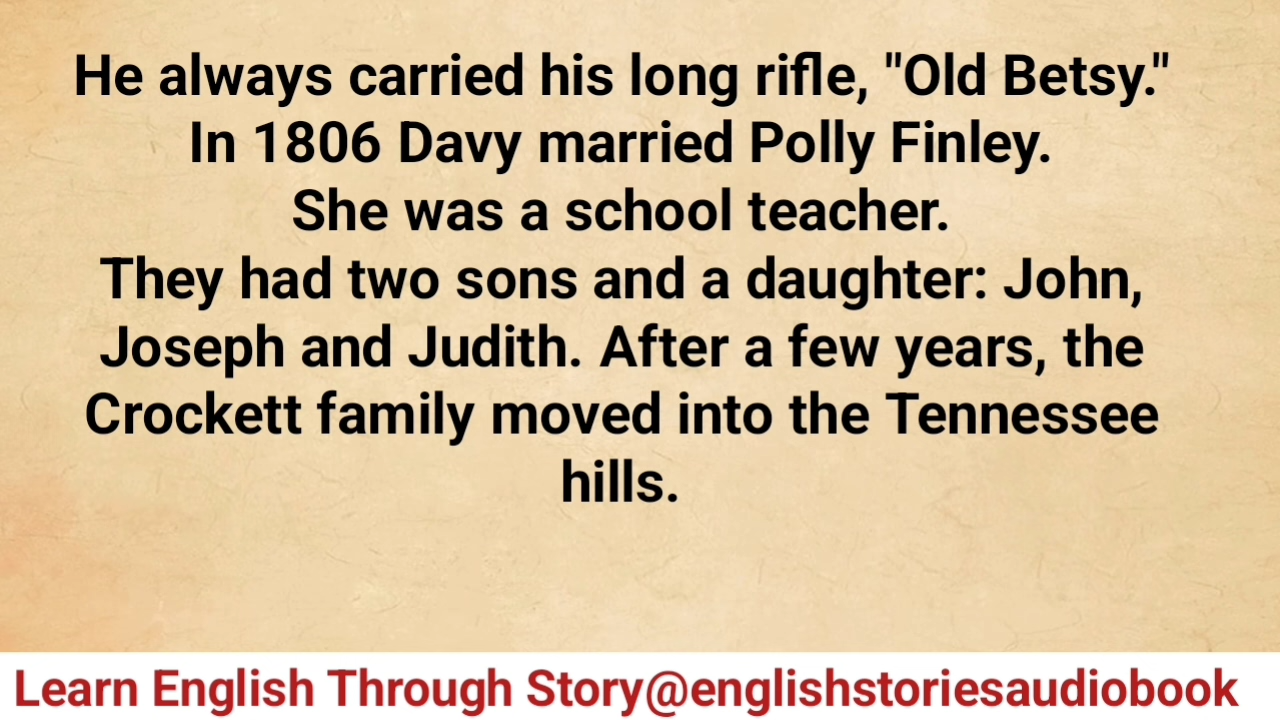 He always carried his long rifle, "Old Betsy."
In 1806 Davy married Polly Finley.
She was a school teacher.
They had two sons and a daughter: John,
Joseph and Judith. After a few years, the
Crockett family moved into the Tennessee
hills.
Learn English Through Story@englishstoriesaudiobook